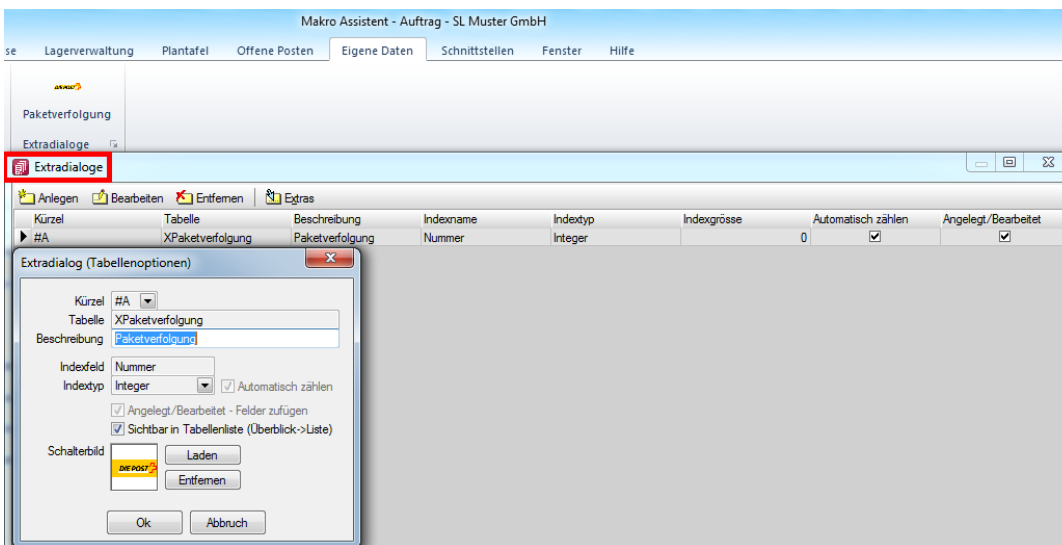 Makro Assistent - Auftrag - SL Muster GmbH
se Lagerverwaltung Plantafel Offene Posten Eigene Daten Schnittstellen Fenster Hilfe
DIE POST
Paketverfolgung
Extradialoge
Extradialoge
Anlegen Bearbeiten Entfernen Extras
Kürzel Tabelle Beschreibung Indexname Indextyp Indexgrösse Automatisch zählen Angelegt/Bearbeitet
#A XPaketverfolgung Paketverfolgung Nummer Integer 0
Extradialog (Tabellenoptionen)
Kürzel #A
Tabelle XPaketverfolgung
Beschreibung Paketverfolgung
Indexfeld Nummer
Indextyp Integer Automatisch zählen
Angelegt/Bearbeitet - Felder zufügen
Sichtbar in Tabellenliste (Überblick->Liste)
Schalterbild DIE POST Laden
Entfernen
Ok Abbruch